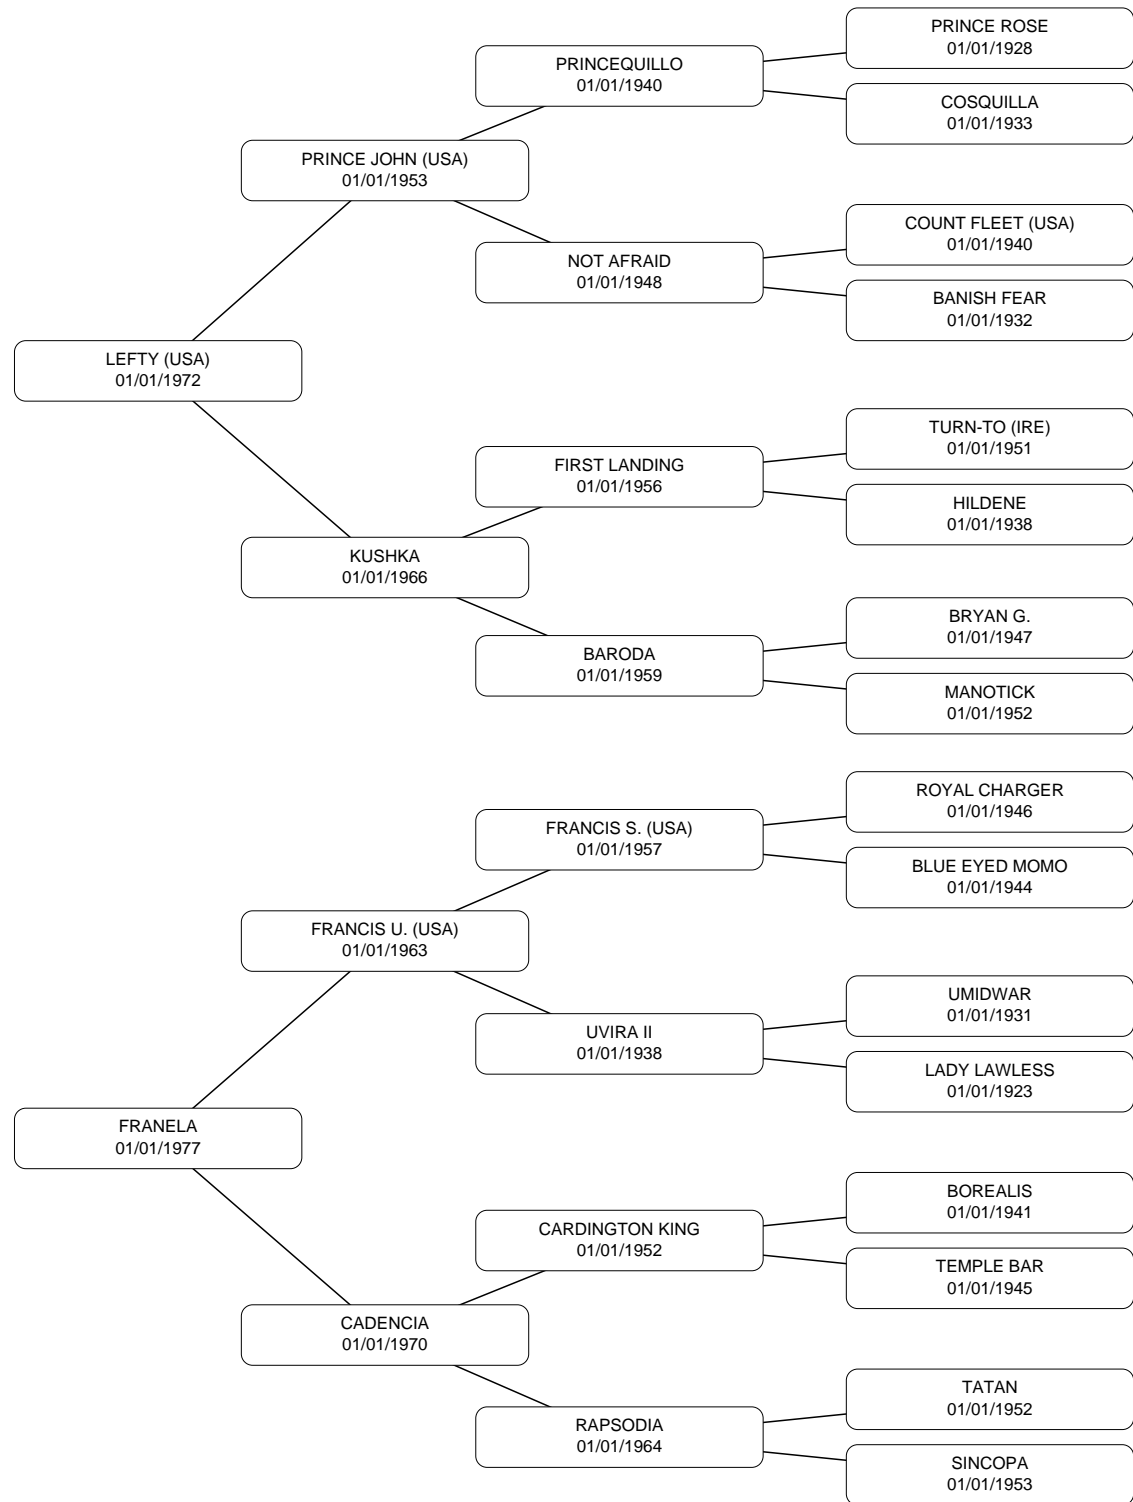 PRINCE ROSE
01/01/1928
PRINCEQUILLO
01/01/1940
COSQUILLA
01/01/1933
PRINCE JOHN (USA)
01/01/1953
COUNT FLEET (USA)
01/01/1940
NOT AFRAID
01/01/1948
BANISH FEAR
01/01/1932
LEFTY (USA)
01/01/1972
TURN-TO (IRE)
01/01/1951
FIRST LANDING
01/01/1956
HILDENE
01/01/1938
KUSHKA
01/01/1966
BRYAN G.
01/01/1947
BARODA
01/01/1959
MANOTICK
01/01/1952
ROYAL CHARGER
01/01/1946
FRANCIS S. (USA)
01/01/1957
BLUE EYED MOMO
01/01/1944
FRANCIS U. (USA)
01/01/1963
UMIDWAR
01/01/1931
UVIRA II
01/01/1938
LADY LAWLESS
01/01/1923
FRANELA
01/01/1977
BOREALIS
01/01/1941
CARDINGTON KING
01/01/1952
TEMPLE BAR
01/01/1945
CADENCIA
01/01/1970
TATAN
01/01/1952
RAPSODIA
01/01/1964
SINCOPA
01/01/1953